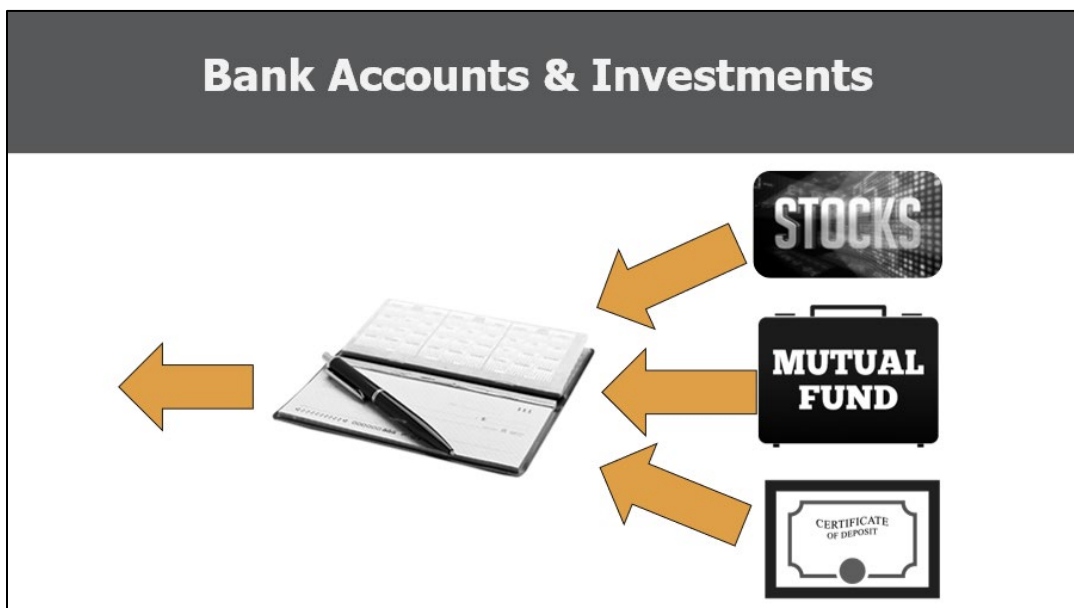 Bank Accounts & Investments
STOCKS
MUTUAL
FUND
CERTIFICATE
OF DEPOSIT